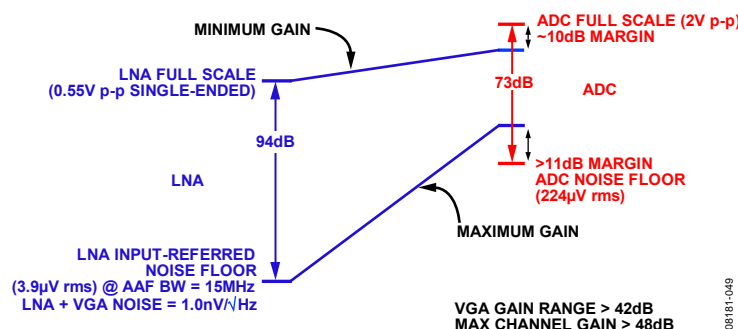 MINIMUM GAIN
ADC FULL SCALE (2V p-p)
~10dB MARGIN
LNA FULL SCALE
(0.55V p-p SINGLE-ENDED)
73dB
ADC
94dB
LNA
>11dB MARGIN
ADC NOISE FLOOR
(224µV rms)
MAXIMUM GAIN
LNA INPUT-REFERRED
NOISE FLOOR
(3.9µV rms) @ AAF BW = 15MHz
LNA + VGA NOISE = 1.0nV/√Hz
VGA GAIN RANGE > 42dB
MAX CHANNEL GAIN > 48dB
08181-049